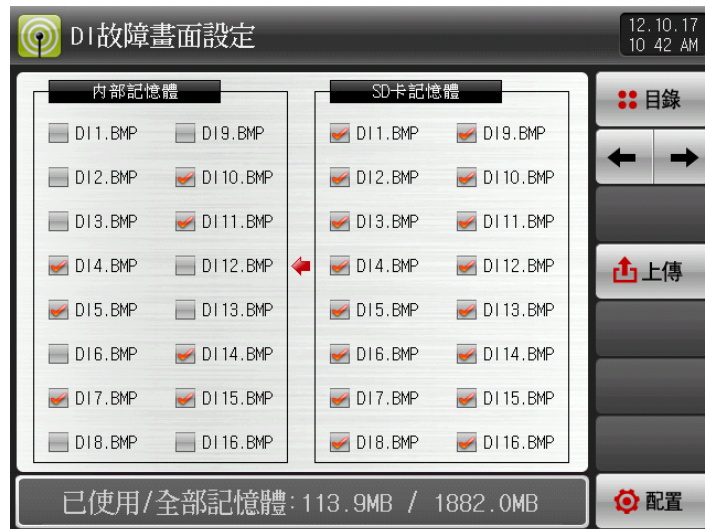 DI故障畫面設定
12.10.17
10 42 AM
內部記憶體
DI1.BMP DI9.BMP
DI2.BMP DI10.BMP
DI3.BMP DI11.BMP
DI4.BMP DI12.BMP
DI5.BMP DI13.BMP
DI6.BMP DI14.BMP
DI7.BMP DI15.BMP
DI8.BMP DI16.BMP
SD卡記憶體
DI1.BMP DI9.BMP
DI2.BMP DI10.BMP
DI3.BMP DI11.BMP
DI4.BMP DI12.BMP
DI5.BMP DI13.BMP
DI6.BMP DI14.BMP
DI7.BMP DI15.BMP
DI8.BMP DI16.BMP
目錄
上傳
配置
已使用/全部記憶體:113.9MB / 1882.0MB